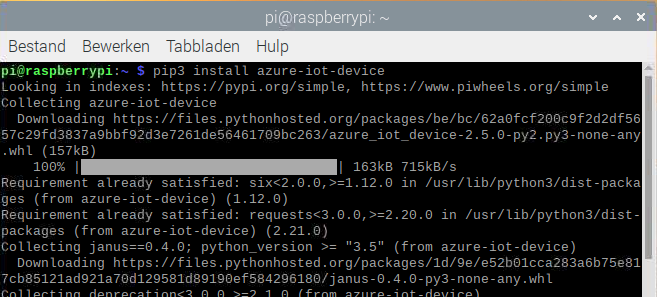 pi@raspberrypi: ~
Bestand Bewerken Tabbladen Hulp
pi@raspberrypi:~ $ pip3 install azure-iot-device
Looking in indexes: https://pypi.org/simple, https://www.piwheels.org/simple
Collecting azure-iot-device
  Downloading https://files.pythonhosted.org/packages/be/bc/62a0fcf200c9f2d2df56
57c29fd3837a9bbf92d3e7261de56461709bc263/azure_iot_device-2.5.0-py2.py3-none-any
.whl (157kB)
    100% || 163kB 715kB/s
Requirement already satisfied: six<2.0.0,>=1.12.0 in /usr/lib/python3/dist-packa
ges (from azure-iot-device) (1.12.0)
Requirement already satisfied: requests<3.0.0,>=2.20.0 in /usr/lib/python3/dist-
packages (from azure-iot-device) (2.21.0)
Collecting janus==0.4.0; python_version >= "3.5" (from azure-iot-device)
  Downloading https://files.pythonhosted.org/packages/1d/9e/e52b01cca283a6b75e81
7cb85121ad921a70d129581d89190ef584296180/janus-0.4.0-py3-none-any.whl
Collecting deprecation<3.0.0,>=2.1.0 (from azure-iot-device)